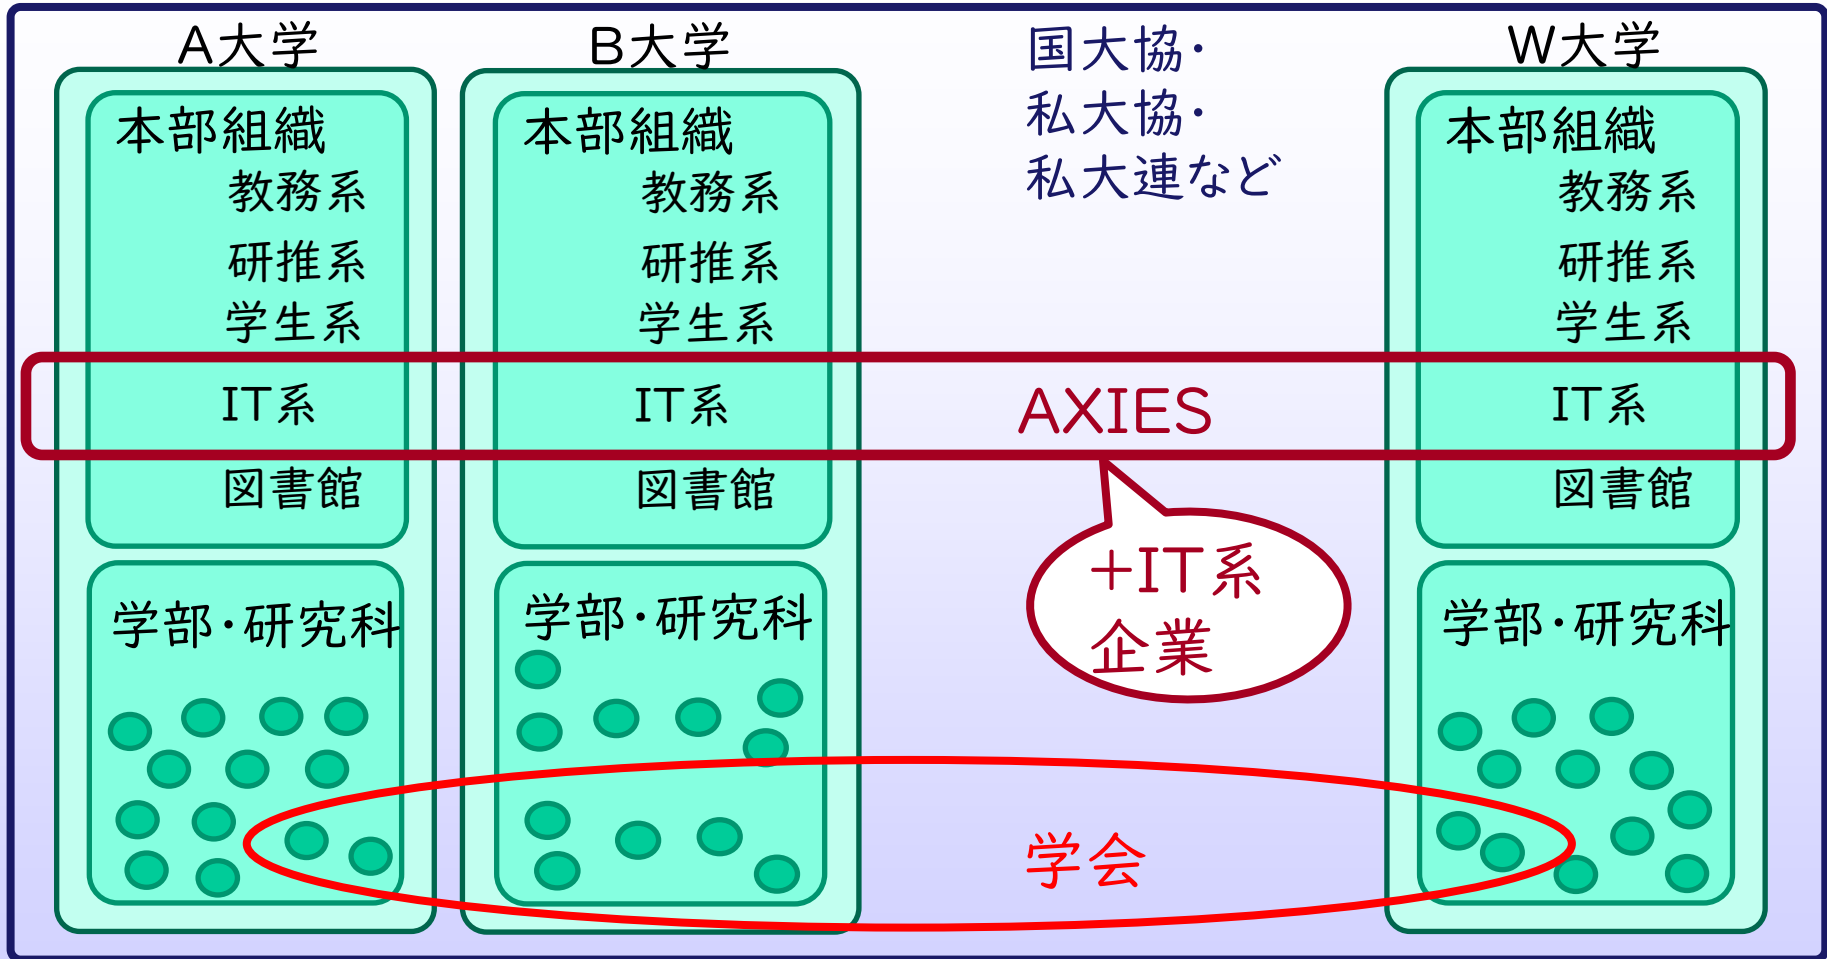 A大学
本部組織
教務系
研推系
学生系
IT系
図書館
学部・研究科
B大学
本部組織
教務系
研推系
学生系
IT系
図書館
学部・研究科
国大協・
私大協・
私大連など
AXIES
+IT系
企業
学会
W大学
本部組織
教務系
研推系
学生系
IT系
図書館
学部・研究科